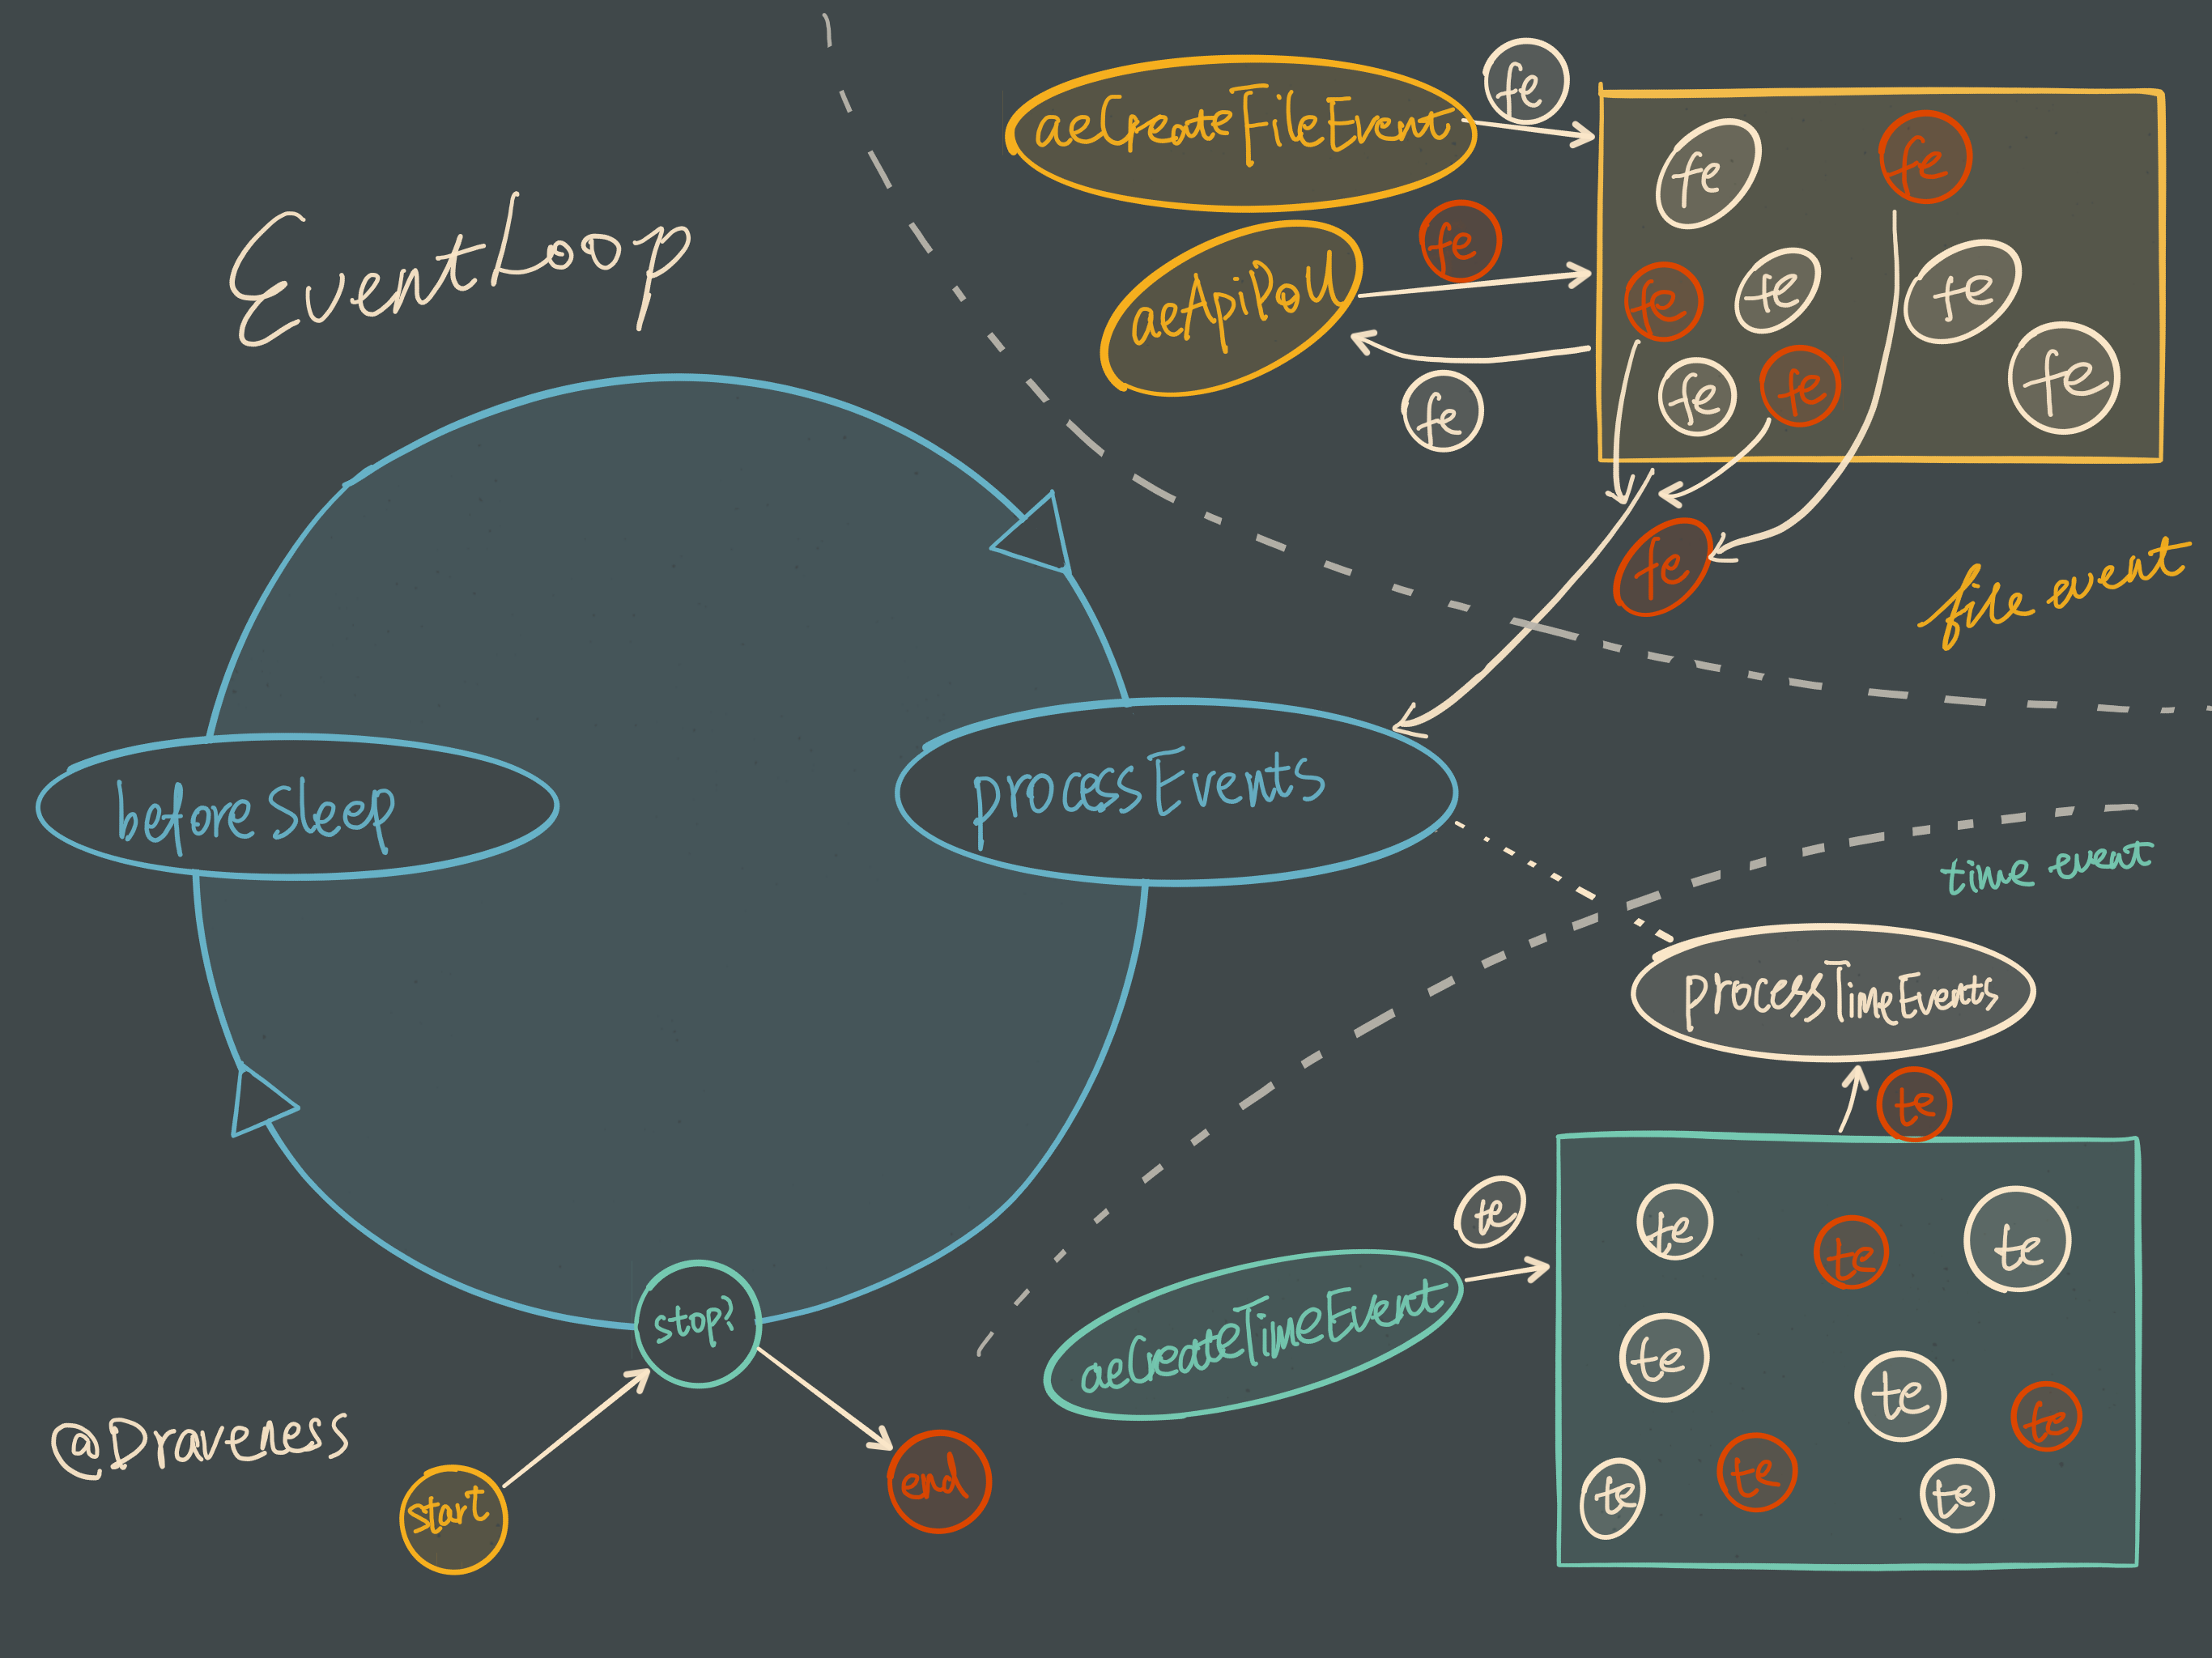 EventLoop
aeCreateFileEvent
fe
fe
fe
fe
aeApiPoll
fe
fe
fe
fe
fe
fe
fe
fe
fe
file event
beforeSleep
processEvents
time event
processTimeEvents
te
te
te
te
te
aeCreateTimeEvent
te
te
te
te
te
te
stop?
@Draveness
start
end